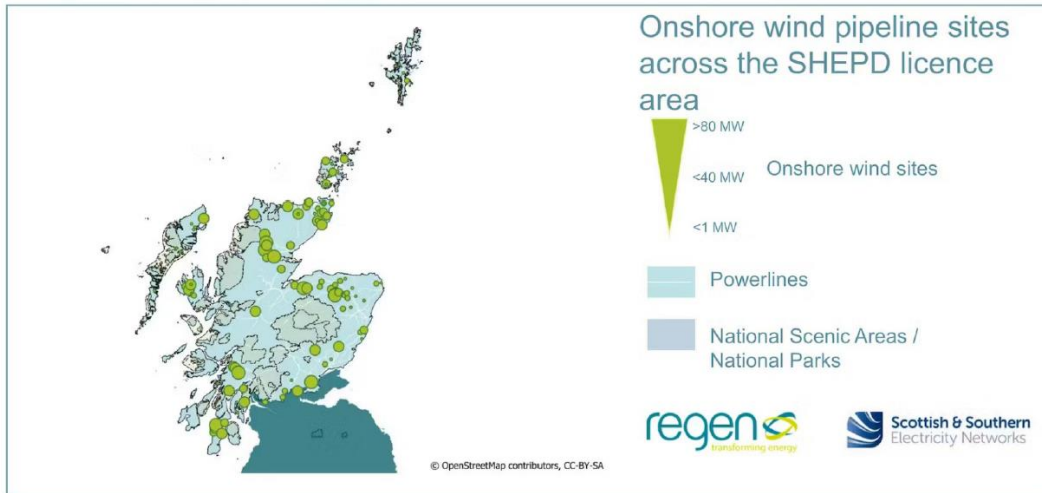 Onshore wind pipeline sites
across the SHEPD licence
area
>80 MW
<40 MW
Onshore wind sites
<1 MW
Powerlines
National Scenic Areas /
National Parks
regen
transforming energy
Scottish & Southern
Electricity Networks
© OpenStreetMap contributors, CC-BY-SA